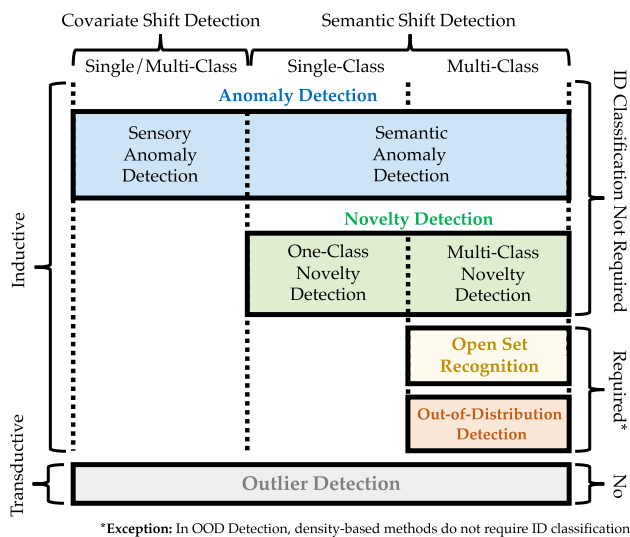 Covariate Shift Detection
Semantic Shift Detection
Single/Multi-Class
Single-Class
Multi-Class
Anomaly Detection
Sensory
Anomaly
Detection
Semantic
Anomaly
Detection
Novelty Detection
One-Class
Novelty
Detection
Multi-Class
Novelty
Detection
Open Set
Recognition
Out-of-Distribution
Detection
Outlier Detection
Inductive
Transductive
ID Classification Not Required
Required*
No
*Exception: In OOD Detection, density-based methods do not require ID classification